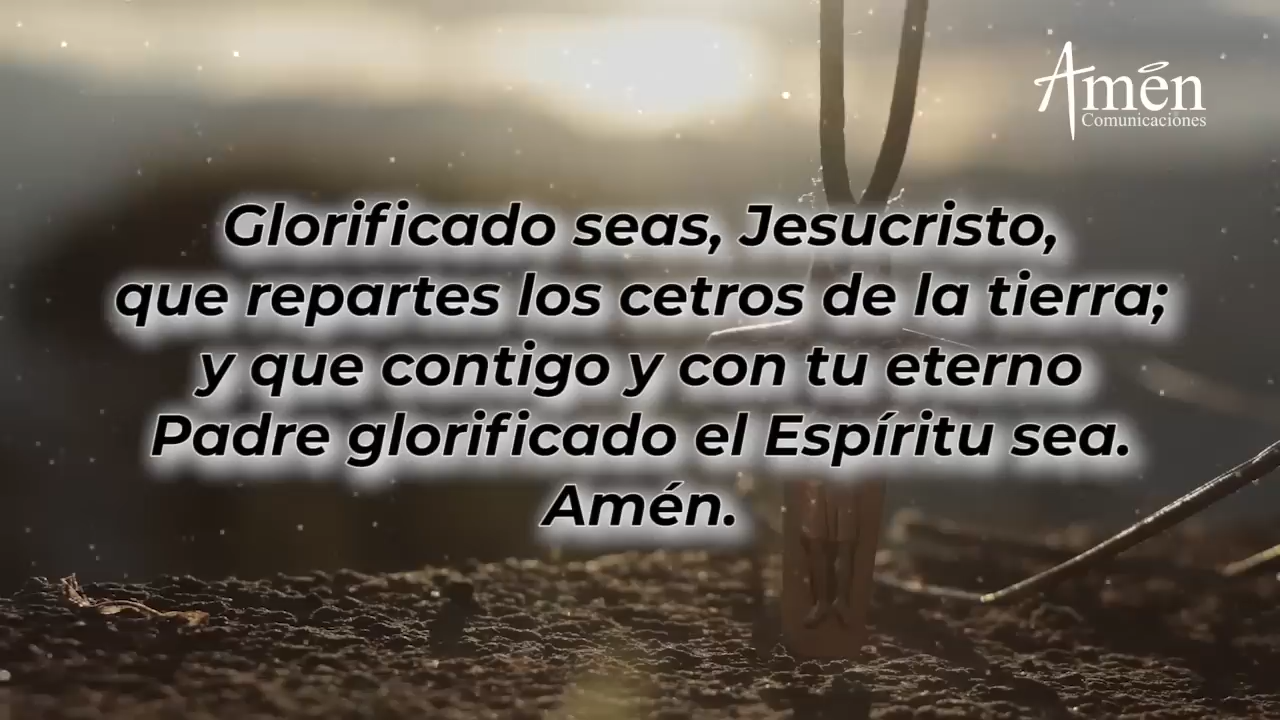 Amén
Comunicaciones
Glorificado seas, Jesucristo,
que repartes los cetros de la tierra;
y que contigo y con tu eterno
Padre glorificado el Espíritu sea.
Amén.